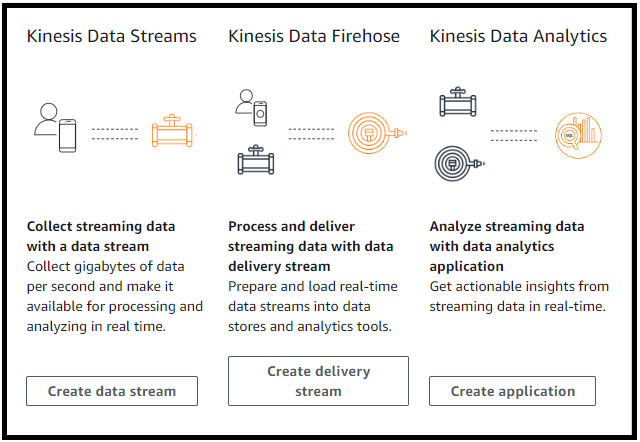 Kinesis Data Streams
Collect streaming data
with a data stream
Collect gigabytes of data
per second and make it
available for processing and
analyzing in real time.
Create data stream
Kinesis Data Firehose
Process and deliver
streaming data with data
delivery stream
Prepare and load real-time
data streams into data
stores and analytics tools.
Create delivery
stream
Kinesis Data Analytics
SQL
Analyze streaming data
with data analytics
application
Get actionable insights from
streaming data in real-time.
Create application